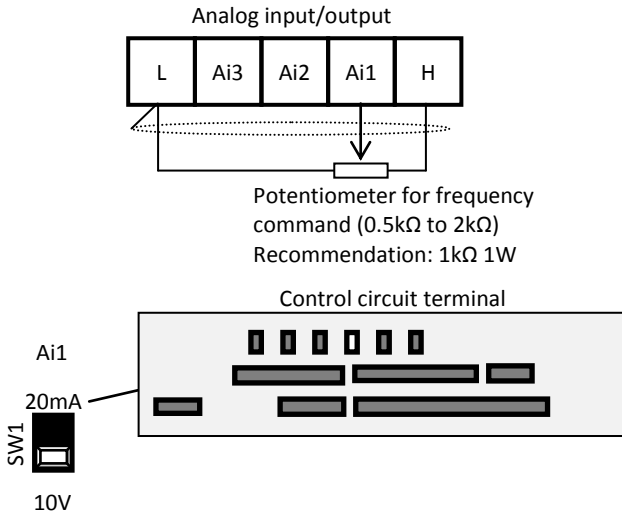 Analog input/output
L Ai3 Ai2 Ai1 H
Potentiometer for frequency
command (0.5kΩ to 2kΩ)
Recommendation: 1kΩ 1W
Control circuit terminal
Ai1
20mA
SW1
10V